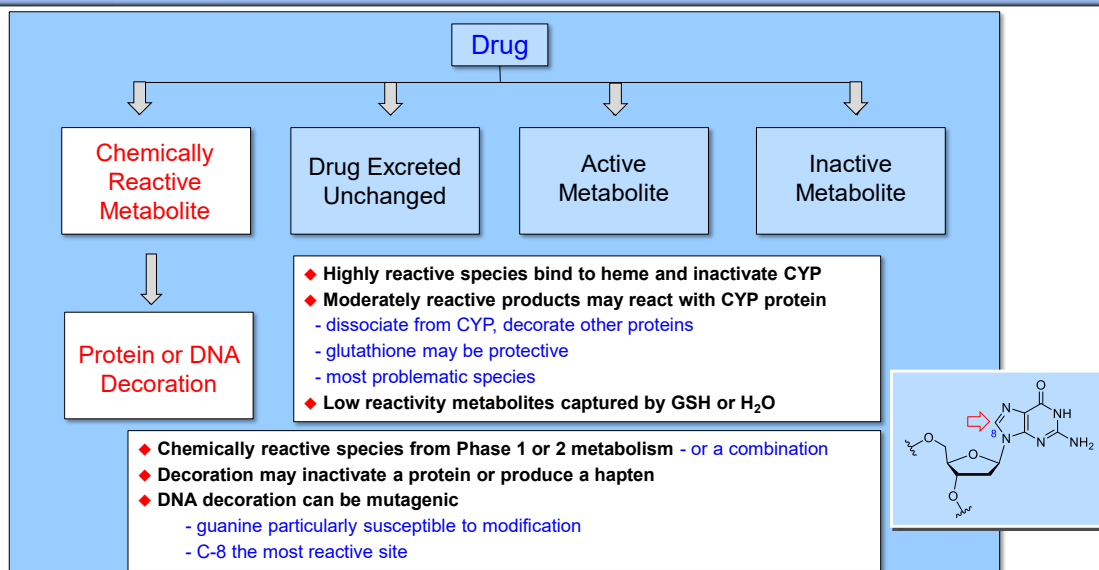 Drug
Chemically
Reactive
Metabolite
Drug Excreted
Unchanged
Active
Metabolite
Inactive
Metabolite
Protein or DNA
Decoration
◆ Highly reactive species bind to heme and inactivate CYP
◆ Moderately reactive products may react with CYP protein
- dissociate from CYP, decorate other proteins
- glutathione may be protective
- most problematic species
◆ Low reactivity metabolites captured by GSH or H₂O
◆ Chemically reactive species from Phase 1 or 2 metabolism - or a combination
◆ Decoration may inactivate a protein or produce a hapten
◆ DNA decoration can be mutagenic
- guanine particularly susceptible to modification
- C-8 the most reactive site
O
N
NH
8
N
N
NH₂
O
O
O